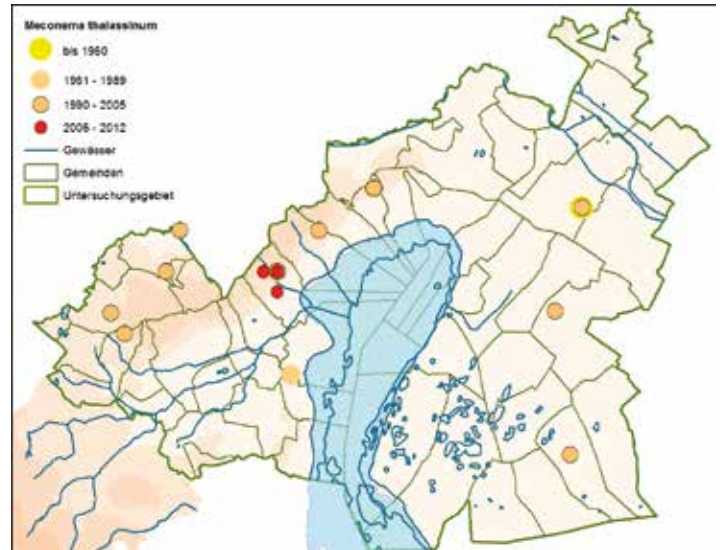 Meconema thalassinum
bis 1960
1961 - 1989
1990 - 2005
2006 - 2012
Gewässer
Gemeinden
Untersuchungsgebiet